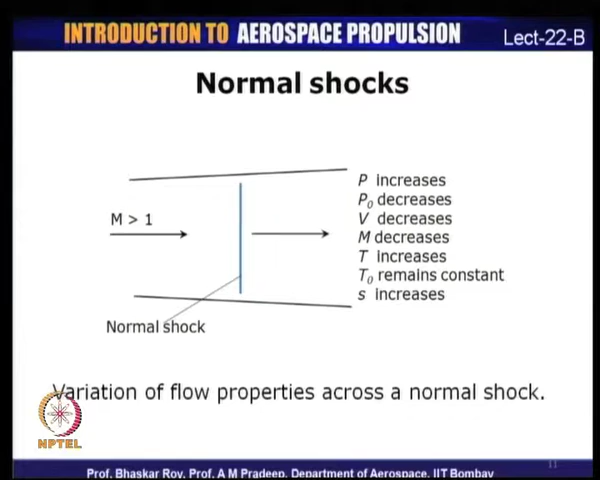 INTRODUCTION TO AEROSPACE PROPULSION
Lect-22-B
Normal shocks
M > 1
P increases
P0 decreases
V decreases
M decreases
T increases
T0 remains constant
s increases
Normal shock
Variation of flow properties across a normal shock.
NPTEL
11
Prof. Bhaskar Roy, Prof. A M Pradeep, Department of Aerospace, IIT Bombay